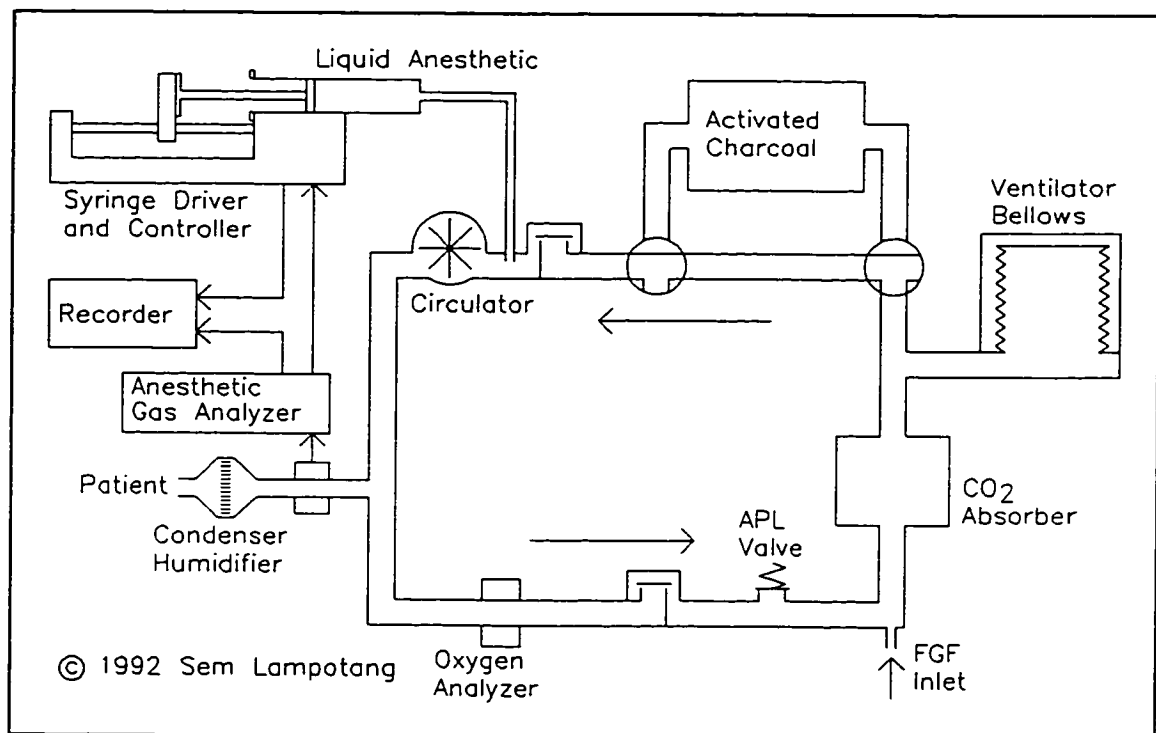 Liquid Anesthetic
Activated
Charcoal
Ventilator
Bellows
Syringe Driver
and Controller
Circulator
Recorder
Anesthetic
Gas Analyzer
Patient
Condenser
Humidifier
CO₂
Absorber
APL
Valve
Oxygen
Analyzer
FGF
Inlet
© 1992 Sem Lampotang